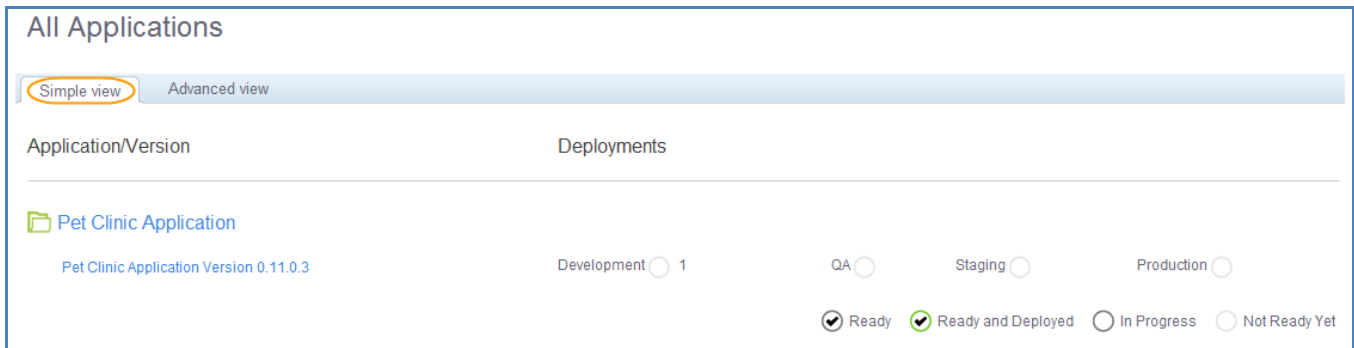 All Applications
Simple view Advanced view
Application/Version Deployments
Pet Clinic Application
Pet Clinic Application Version 0.11.0.3 Development 1 QA Staging Production
Ready Ready and Deployed In Progress Not Ready Yet